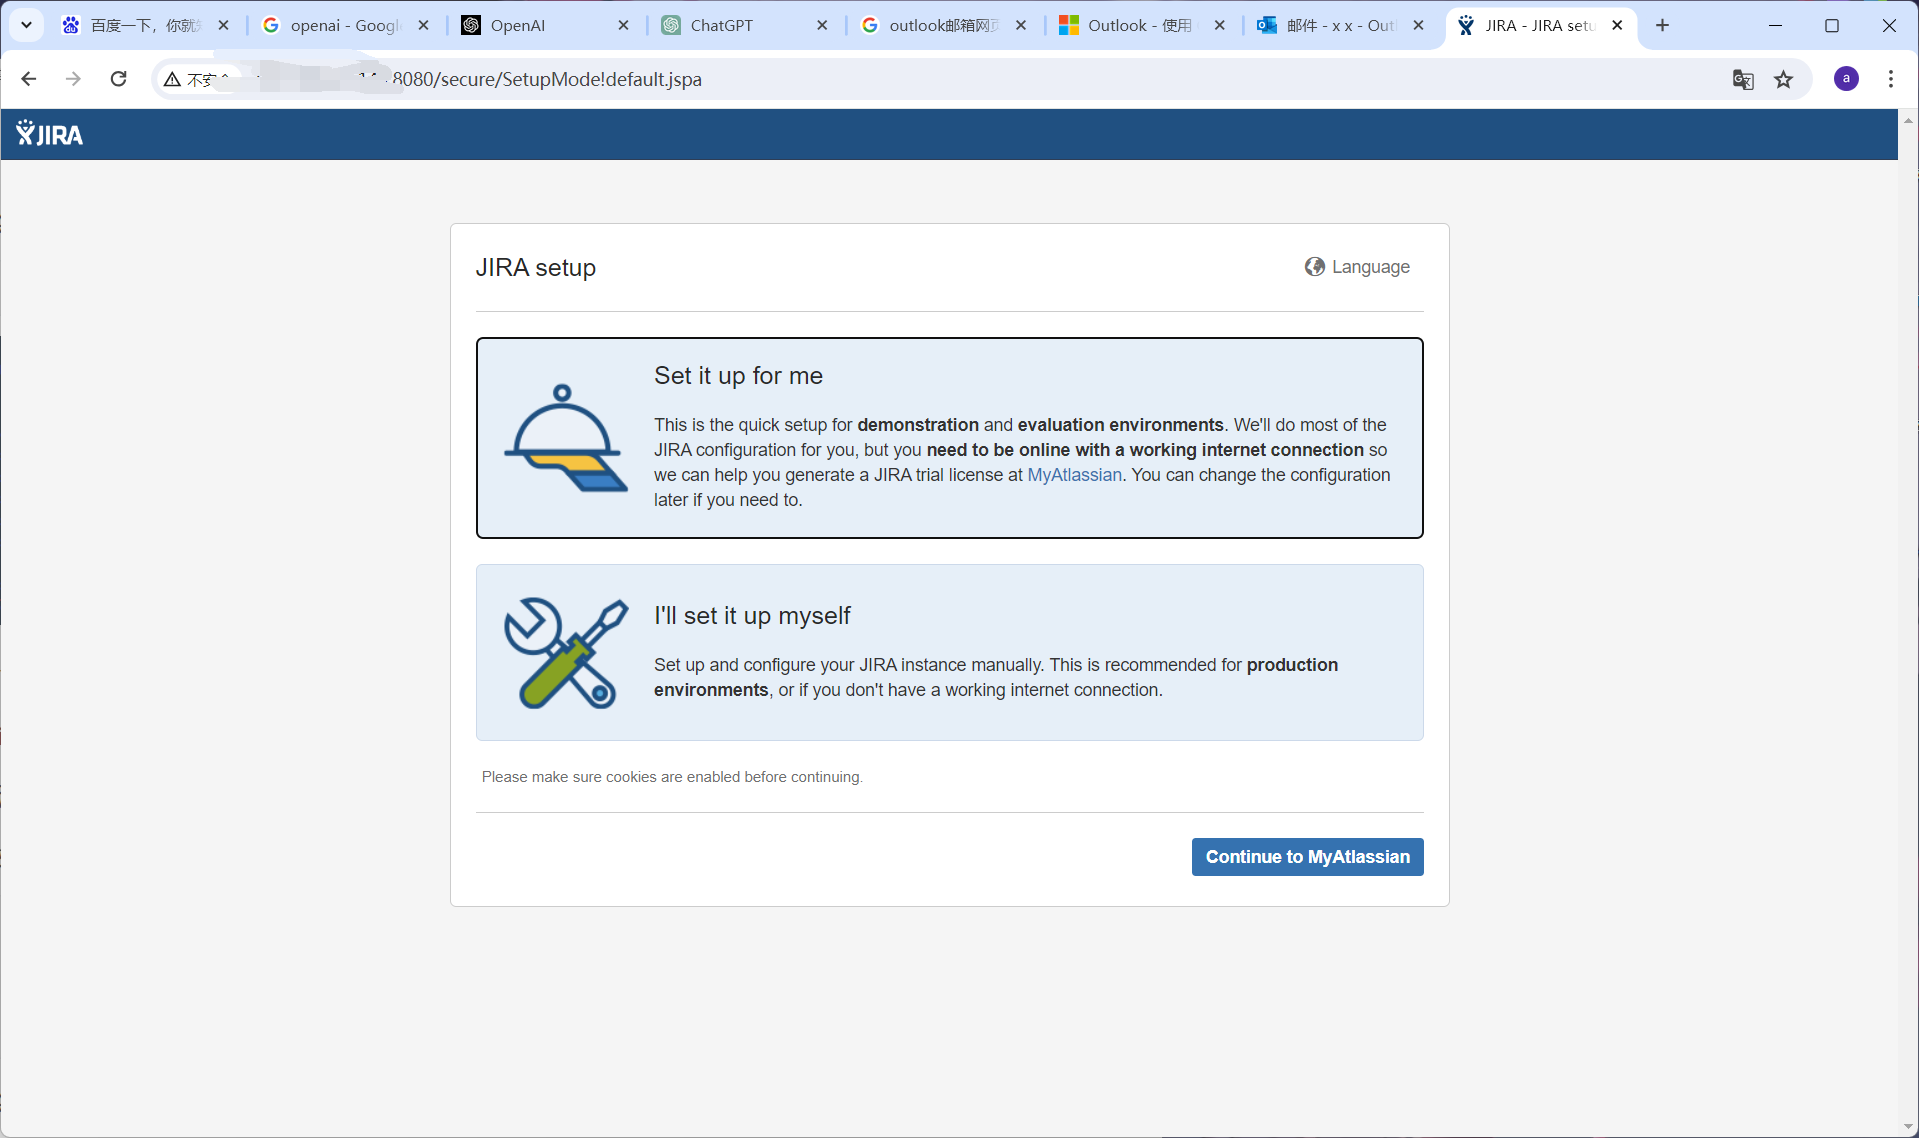 百度一下，你就
openai - Google
OpenAI
ChatGPT
outlook邮箱网页
Outlook - 使用
邮件 - x x - Out
JIRA - JIRA setu
8080/secure/SetupMode!default.jspa
a
JIRA
JIRA setup
Language
Set it up for me
This is the quick setup for demonstration and evaluation environments. We'll do most of the
JIRA configuration for you, but you need to be online with a working internet connection so
we can help you generate a JIRA trial license at MyAtlassian. You can change the configuration
later if you need to.
I'll set it up myself
Set up and configure your JIRA instance manually. This is recommended for production
environments, or if you don't have a working internet connection.
Please make sure cookies are enabled before continuing.
Continue to MyAtlassian